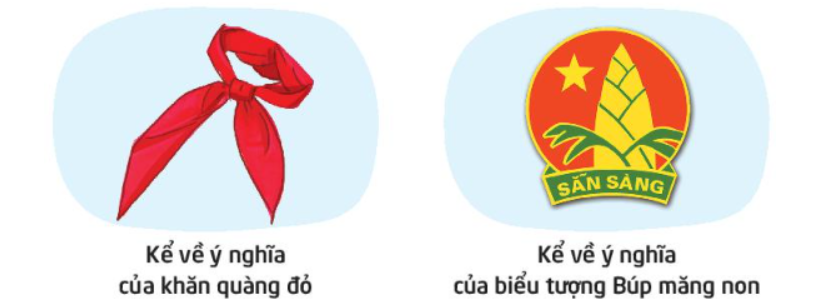 SẴN SÀNG
Kể về ý nghĩa
của khăn quàng đỏ
Kể về ý nghĩa
của biểu tượng Búp măng non